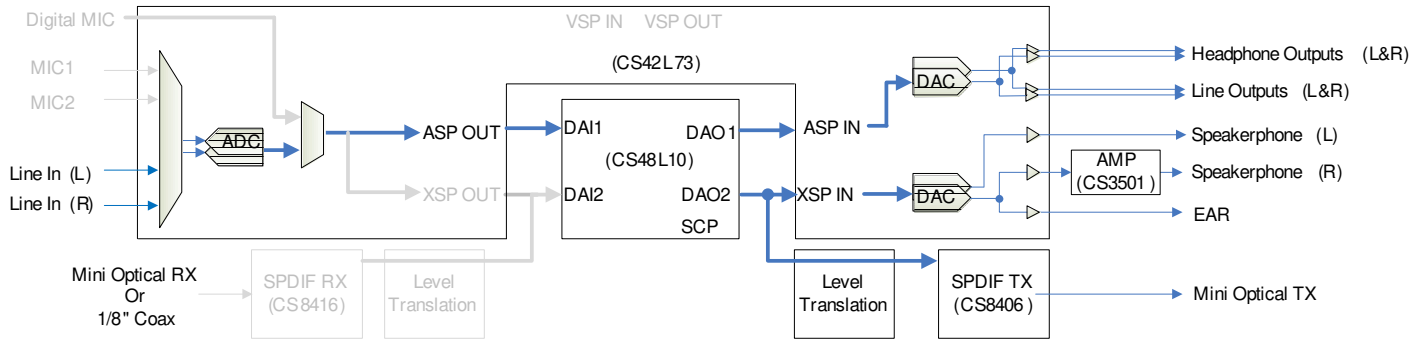 Digital MIC
VSP IN VSP OUT
(CS42L73)
MIC1
MIC2
ADC
Line In (L)
Line In (R)
ASP OUT
XSP OUT
DAI1
DAO1
(CS48L10)
DAI2
DAO2
SCP
ASP IN
XSP IN
DAC
DAC
Headphone Outputs (L&R)
Line Outputs (L&R)
Speakerphone (L)
AMP
(CS3501)
Speakerphone (R)
EAR
Mini Optical RX
Or
1/8" Coax
SPDIF RX
(CS8416)
Level
Translation
Level
Translation
SPDIF TX
(CS8406)
Mini Optical TX